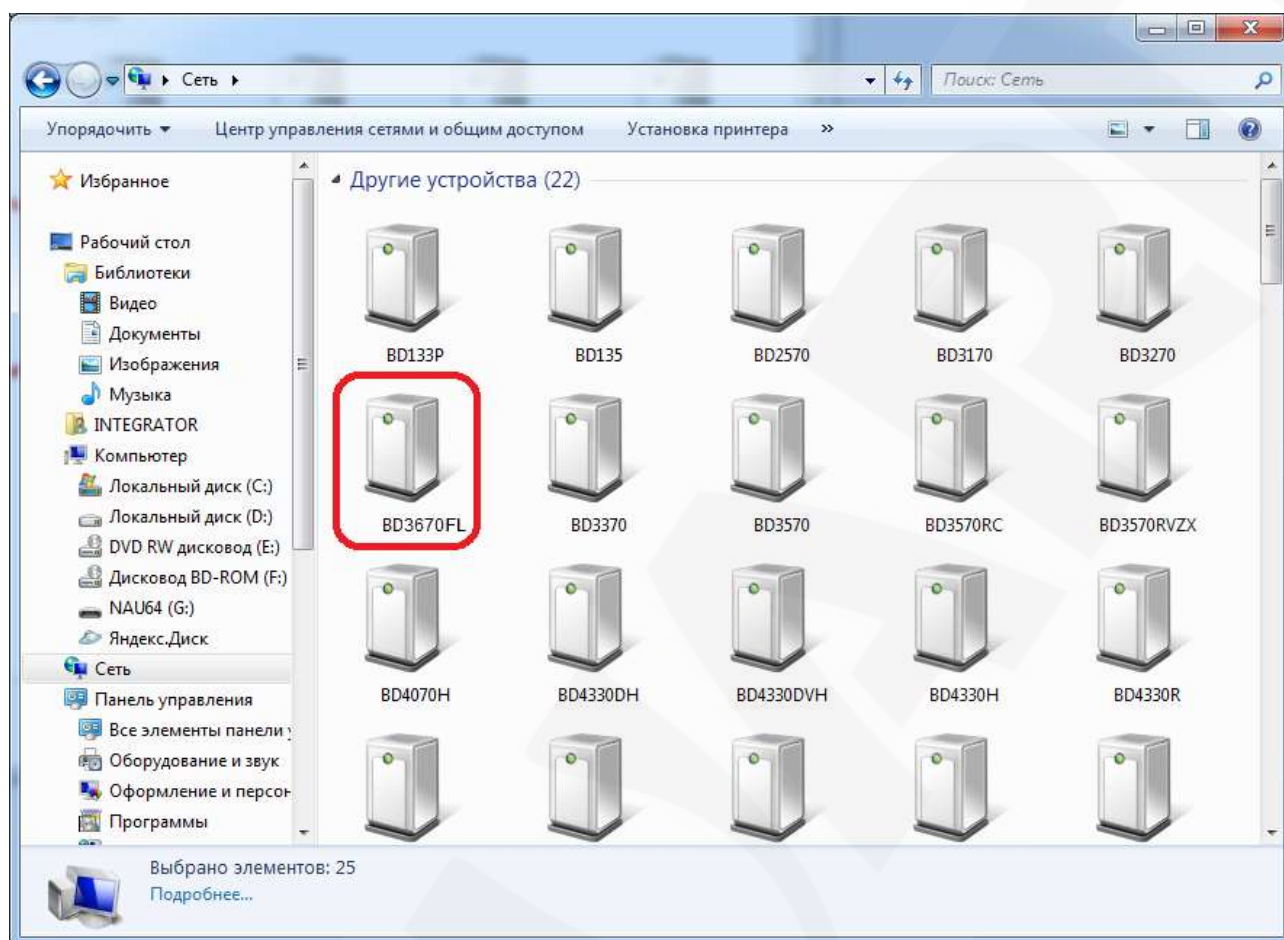 Сеть
Поиск: Сеть
Упорядочить
Центр управления сетями и общим доступом
Установка принтера
»
Избранное
Рабочий стол
Библиотеки
Видео
Документы
Изображения
Музыка
INTEGRATOR
Компьютер
Локальный диск (C:)
Локальный диск (D:)
DVD RW дисковод (E:)
Дисковод BD-ROM (F:)
NAU64 (G:)
Яндекс.Диск
Сеть
Панель управления
Все элементы панели
Оборудование и звук
Оформление и персон
Программы
Другие устройства (22)
BD133P BD135 BD2570 BD3170 BD3270
BD3670FL BD3370 BD3570 BD3570RC BD3570RVZX
BD4070H BD4330DH BD4330DVH BD4330H BD4330R
Выбрано элементов: 25
Подробнее...